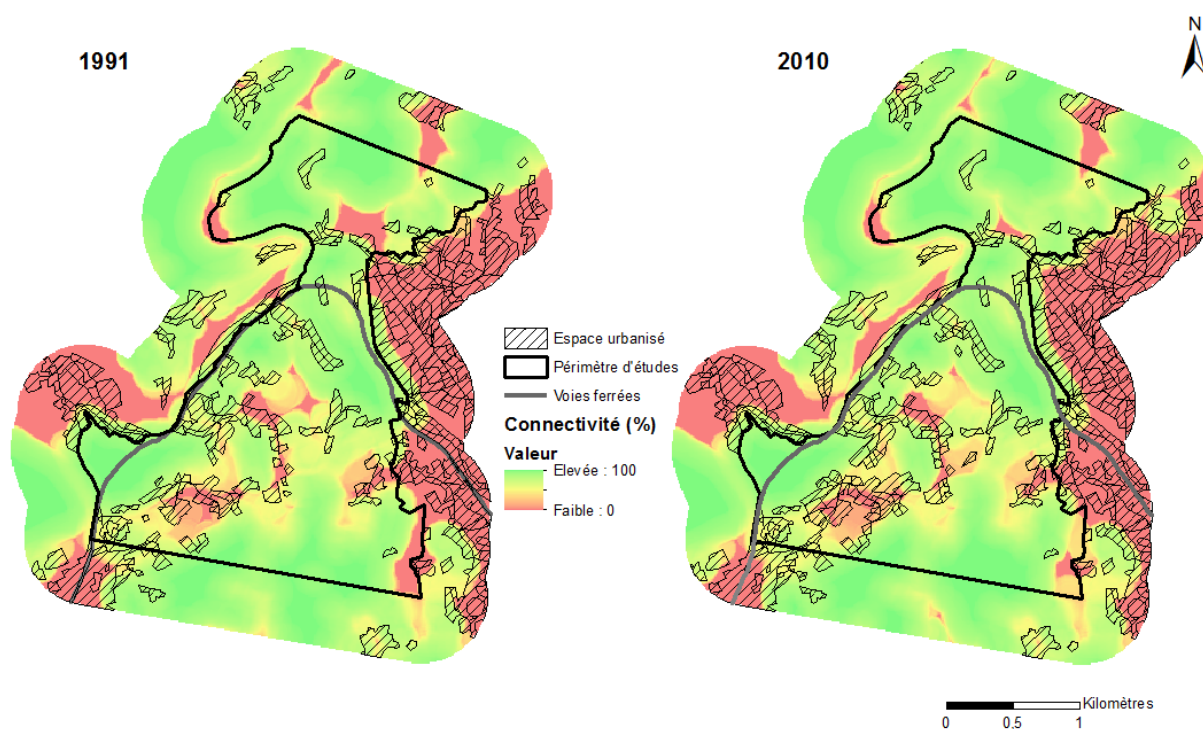 1991
2010
N
Espace urbanisé
Périmètre d'études
Voies ferrées
Connectivité (%)
Valeur
Elevée : 100
Faible : 0
Kilomètres
0 0.5 1